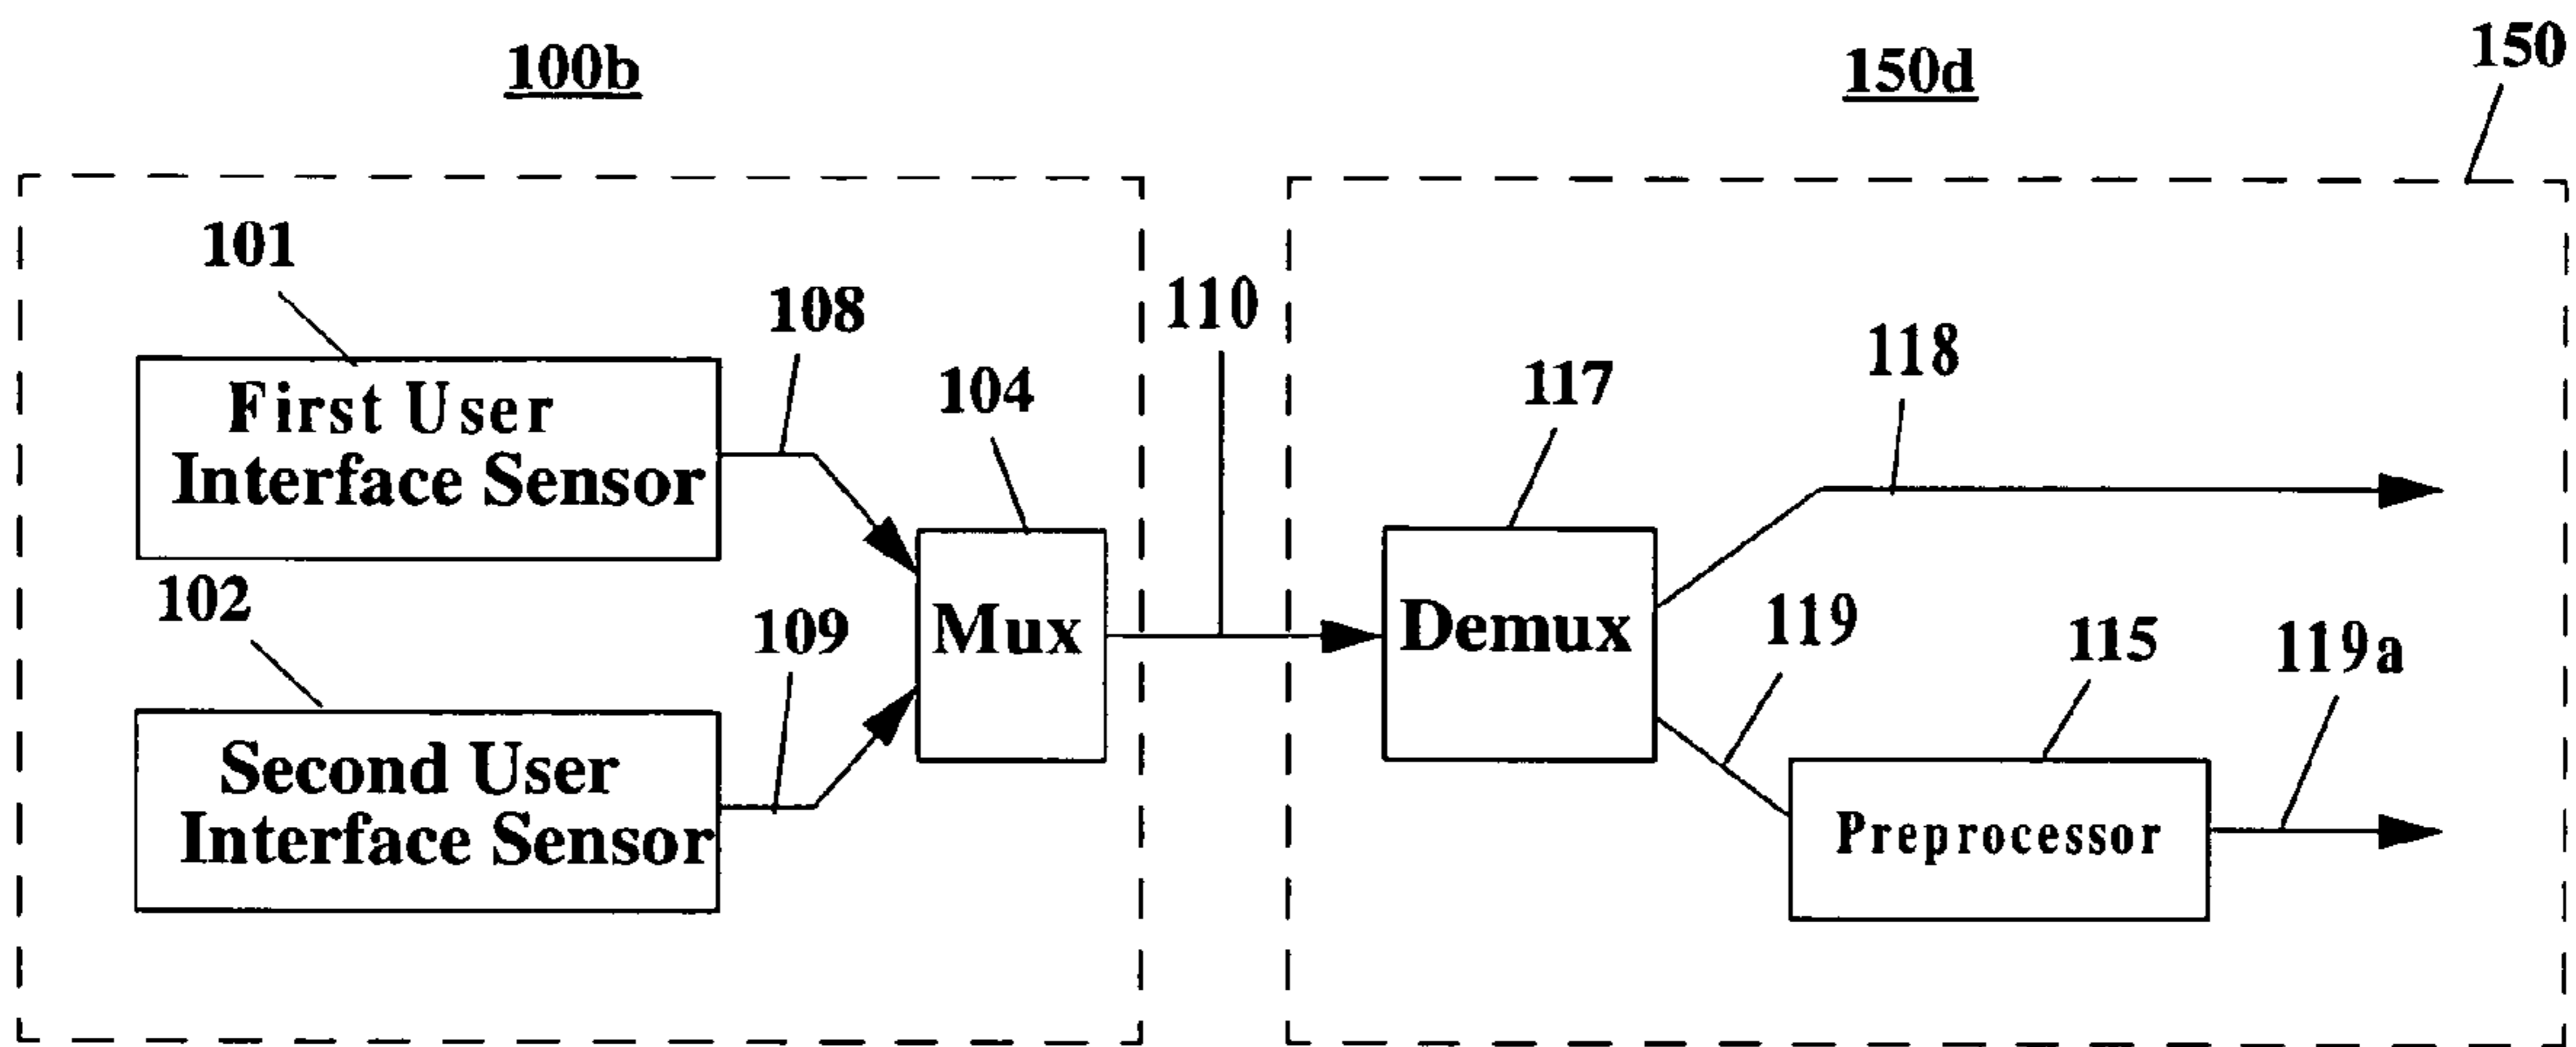 100b
150d
150
101
108
110
First User
Interface Sensor
104
117
118
102
109
Mux
Demux
119
115
119a
Second User
Interface Sensor
Preprocessor